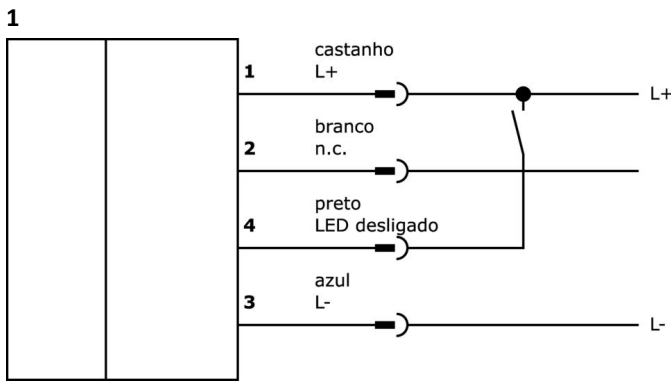 1
castanho
1 L+ L+
branco
2 n.c.
preto
4 LED desligado
azul
3 L- L-